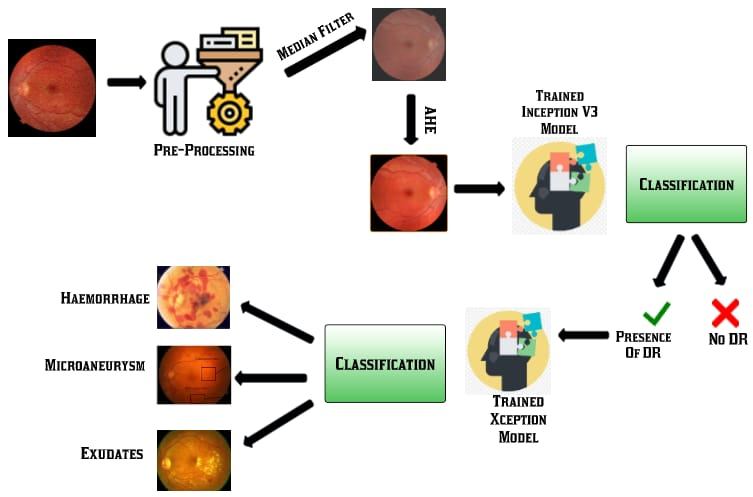 Pre-Processing
Median Filter
AHE
Trained
Inception V3
Model
Classification
Presence
Of DR
No DR
Trained
Xception
Model
Classification
Haemorrhage
Microaneurysm
Exudates